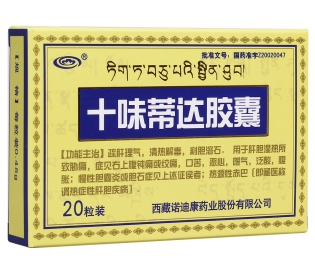 ཏིག་ཏ་བཅུ་པའི་སྦྱིན་ཐུབ།
批准文号：国药准字Z20020047
十味蒂达胶囊
【功能主治】疏肝理气，清热解毒，利胆溶石。用于肝胆湿热所
致胁痛，症见右上腹钝痛或绞痛，口苦，恶心，嗳气，泛酸，腹
胀；慢性胆囊炎或胆石症见上述证候者；热源性赤巴（即藏医称
调热症性肝胆疾病）
20粒装
西藏诺迪康药业股份有限公司